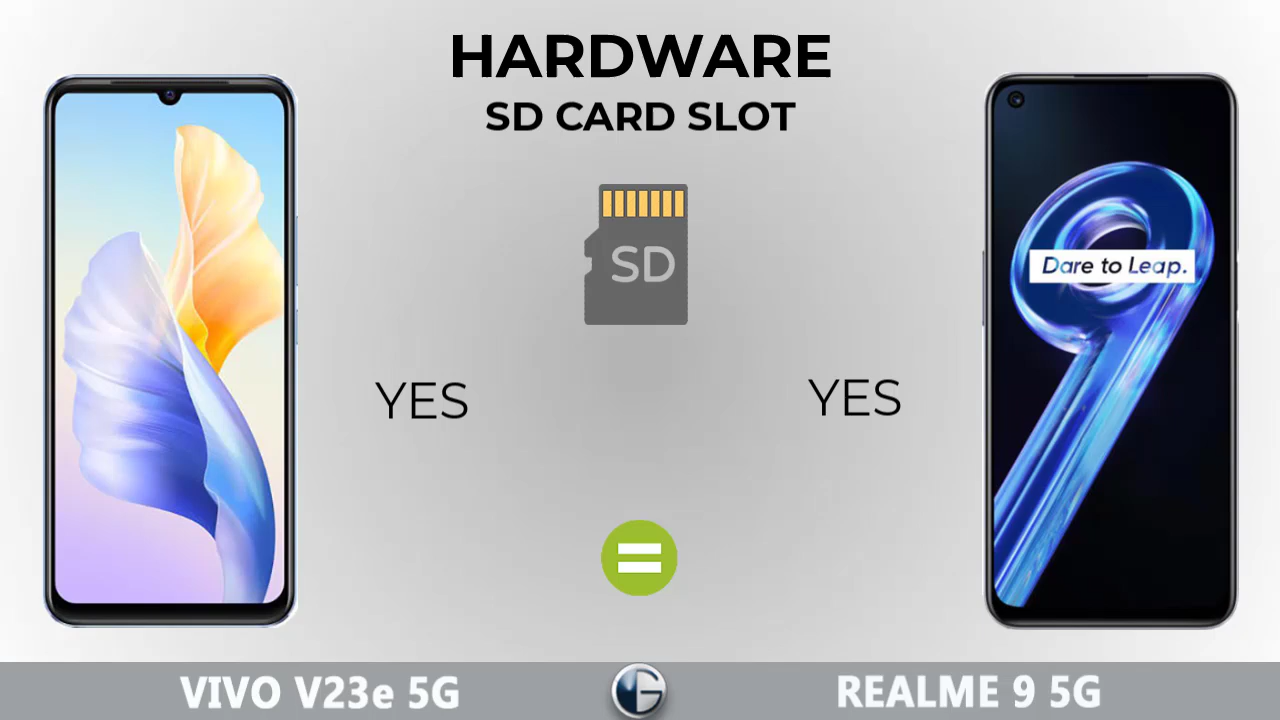 HARDWARE
SD CARD SLOT
SD
Dare to Leap.
YES
YES
VIVO V23e 5G
G
REALME 9 5G